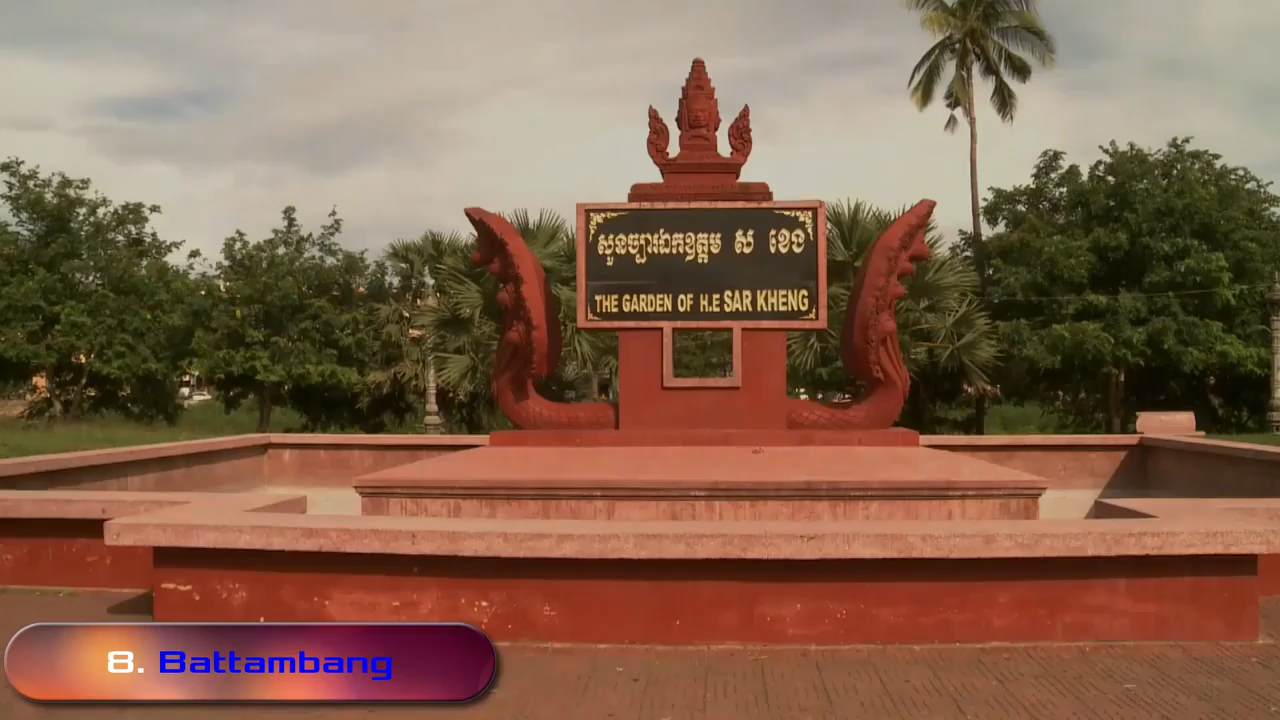 សួនច្បារឯកឧត្តម ស ខេង
THE GARDEN OF H.E SAR KHENG
8. Battambang